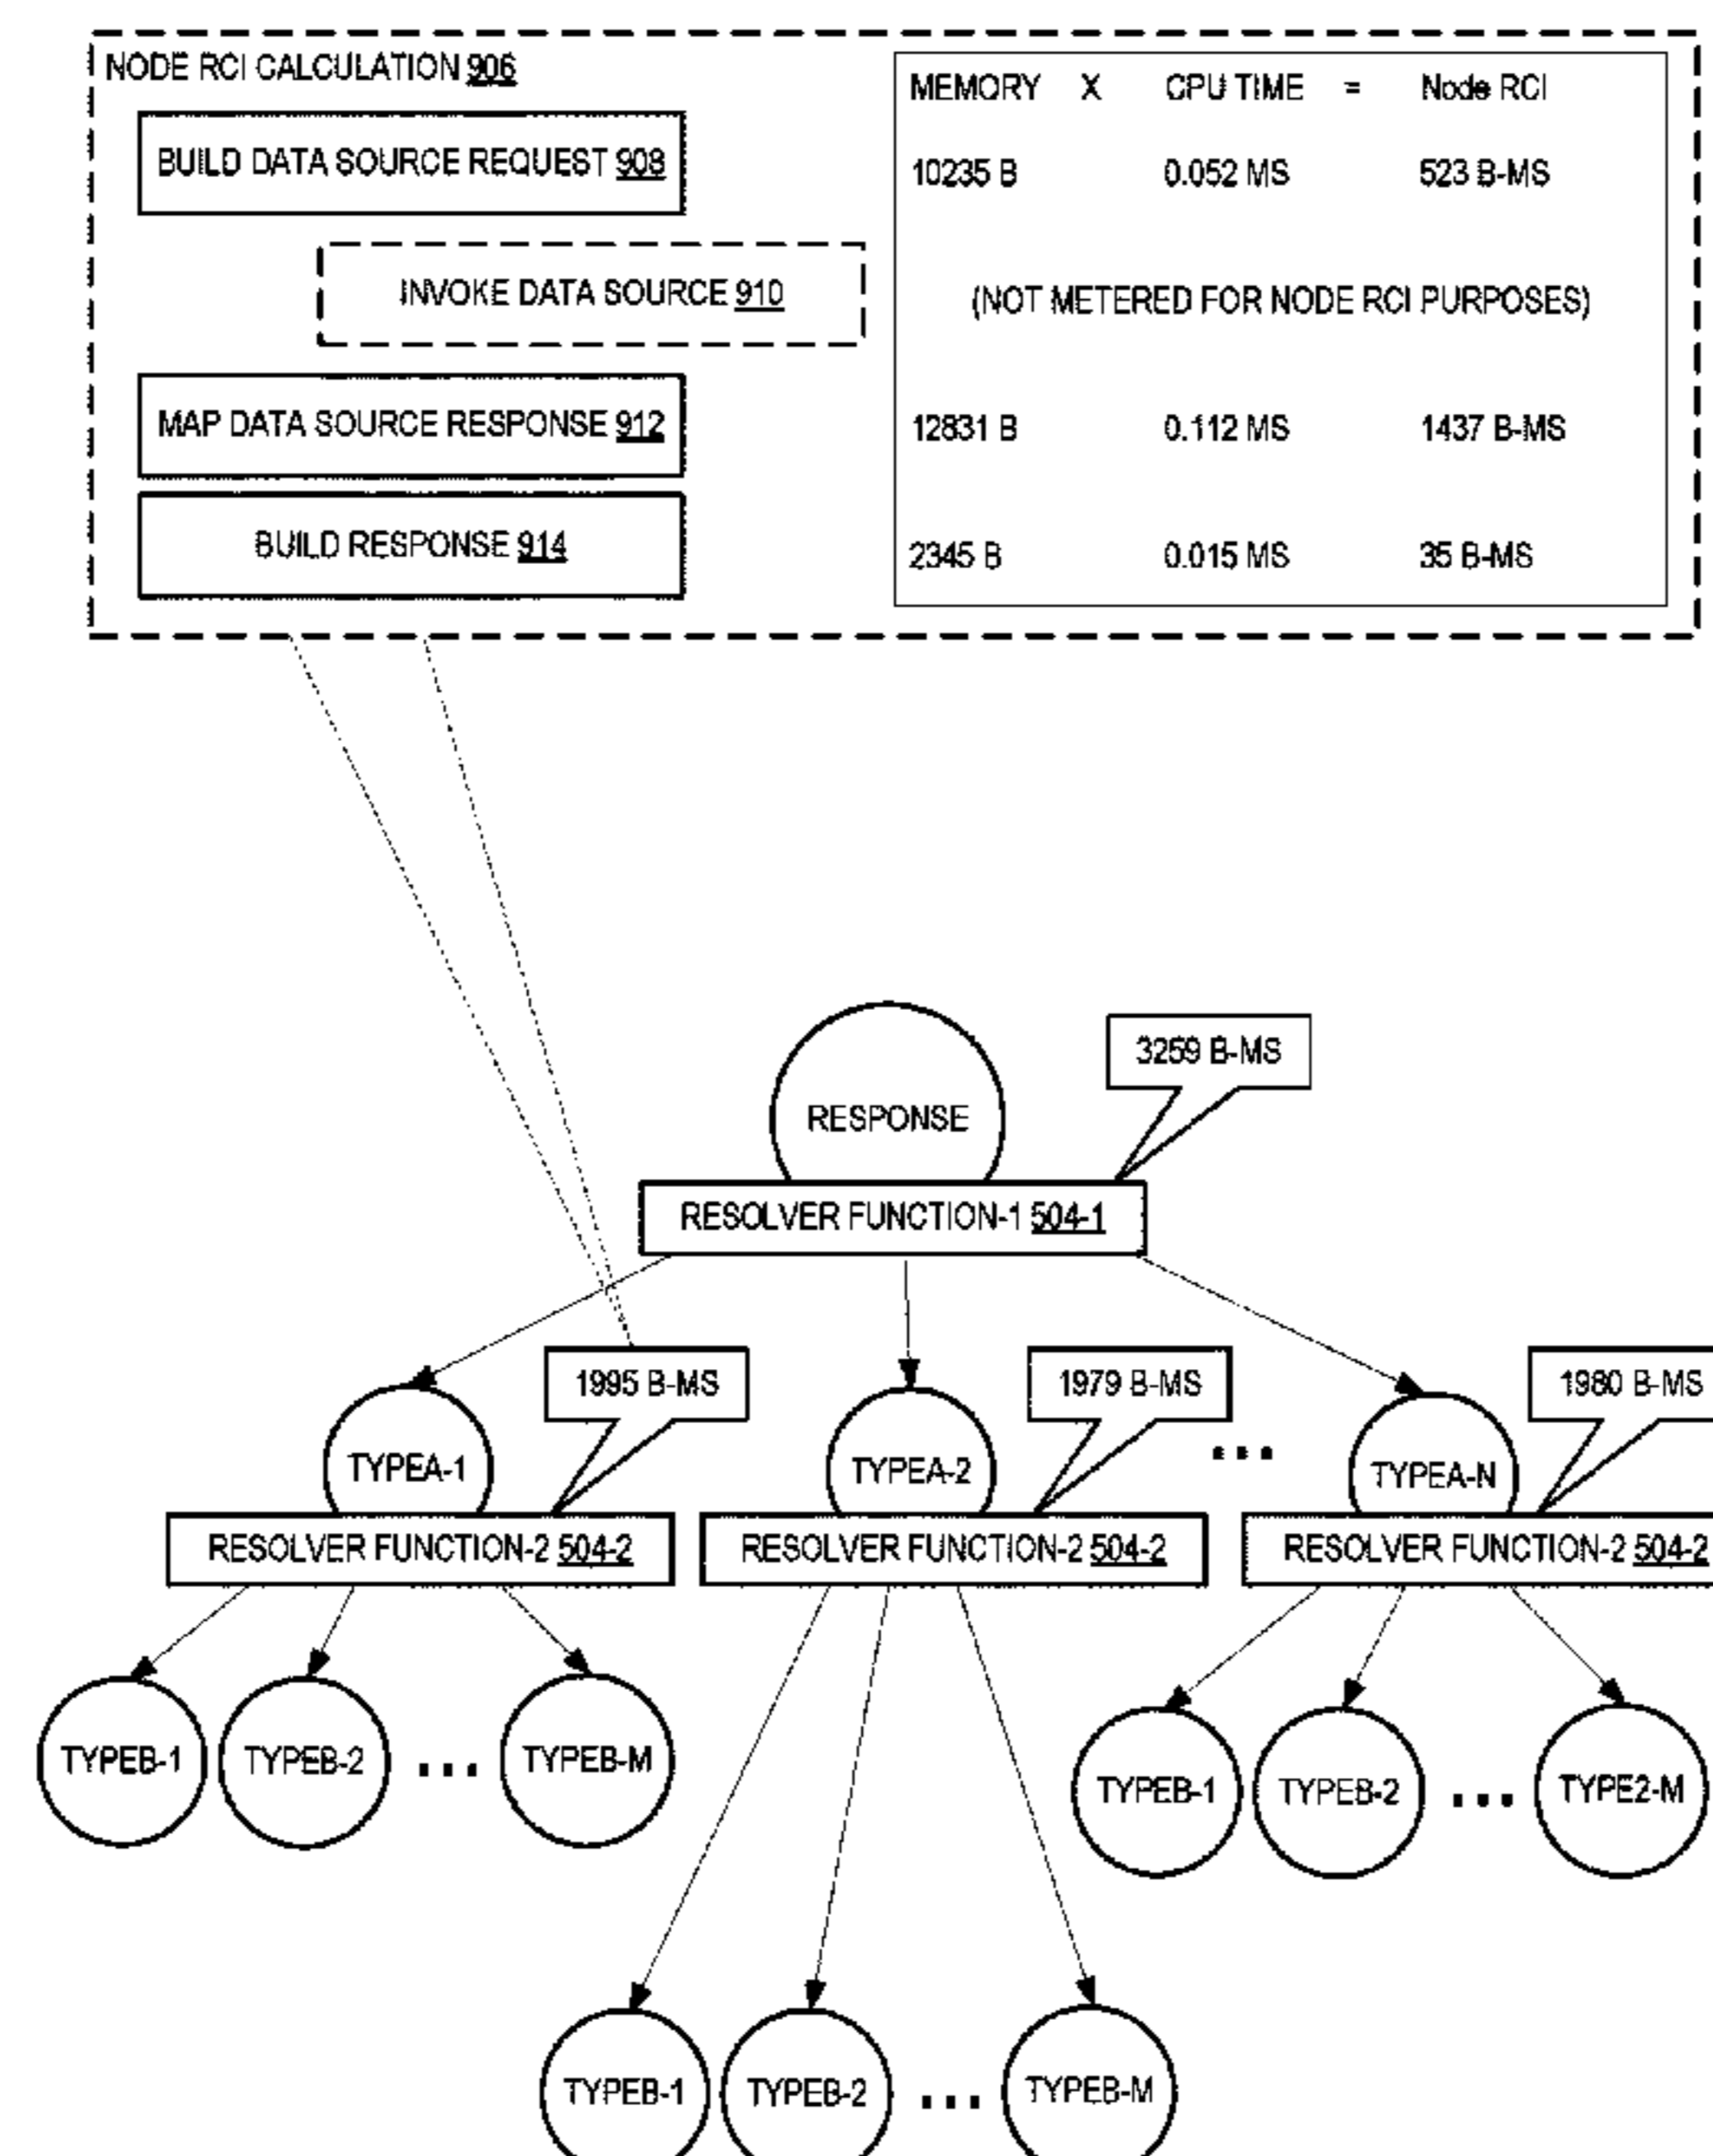 NODE RCI CALCULATION 906
MEMORY X CPU TIME = Node RCI
BUILD DATA SOURCE REQUEST 908
10235 B 0.052 MS 523 B-MS
INVOKE DATA SOURCE 910
(NOT METERED FOR NODE RCI PURPOSES)
MAP DATA SOURCE RESPONSE 912
12831 B 0.112 MS 1437 B-MS
BUILD RESPONSE 914
2345 B 0.015 MS 35 B-MS
3259 B-MS
RESPONSE
RESOLVER FUNCTION-1 504-1
1995 B-MS
1979 B-MS
1980 B-MS
TYPEA-1
TYPEA-2
...
TYPEA-N
RESOLVER FUNCTION-2 504-2
RESOLVER FUNCTION-2 504-2
RESOLVER FUNCTION-2 504-2
TYPEB-1 TYPEB-2 ... TYPEB-M
TYPEB-1 TYPEB-2 ... TYPE2-M
TYPEB-1 TYPEB-2 ... TYPEB-M